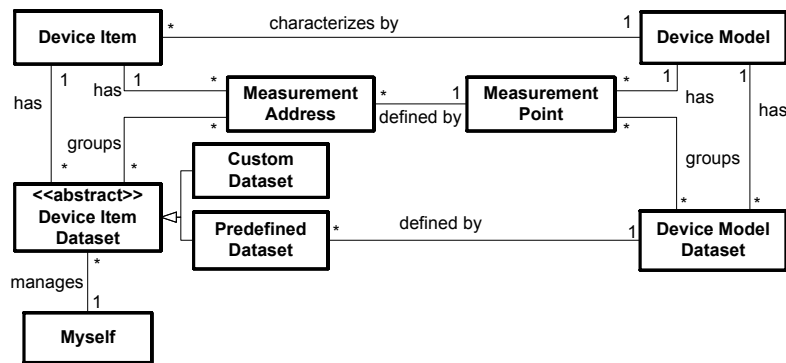 characterizes by
* 1
Device Item
Device Model
1 1 * * 1 1
has
has
Measurement
Address
* 1
defined by
Measurement
Point
has
has
groups
* *
groups
* *
* *
Custom
Dataset
<<abstract>>
Device Item
Dataset
Predefined
Dataset
* defined by 1
Device Model
Dataset
*
manages
1
Myself